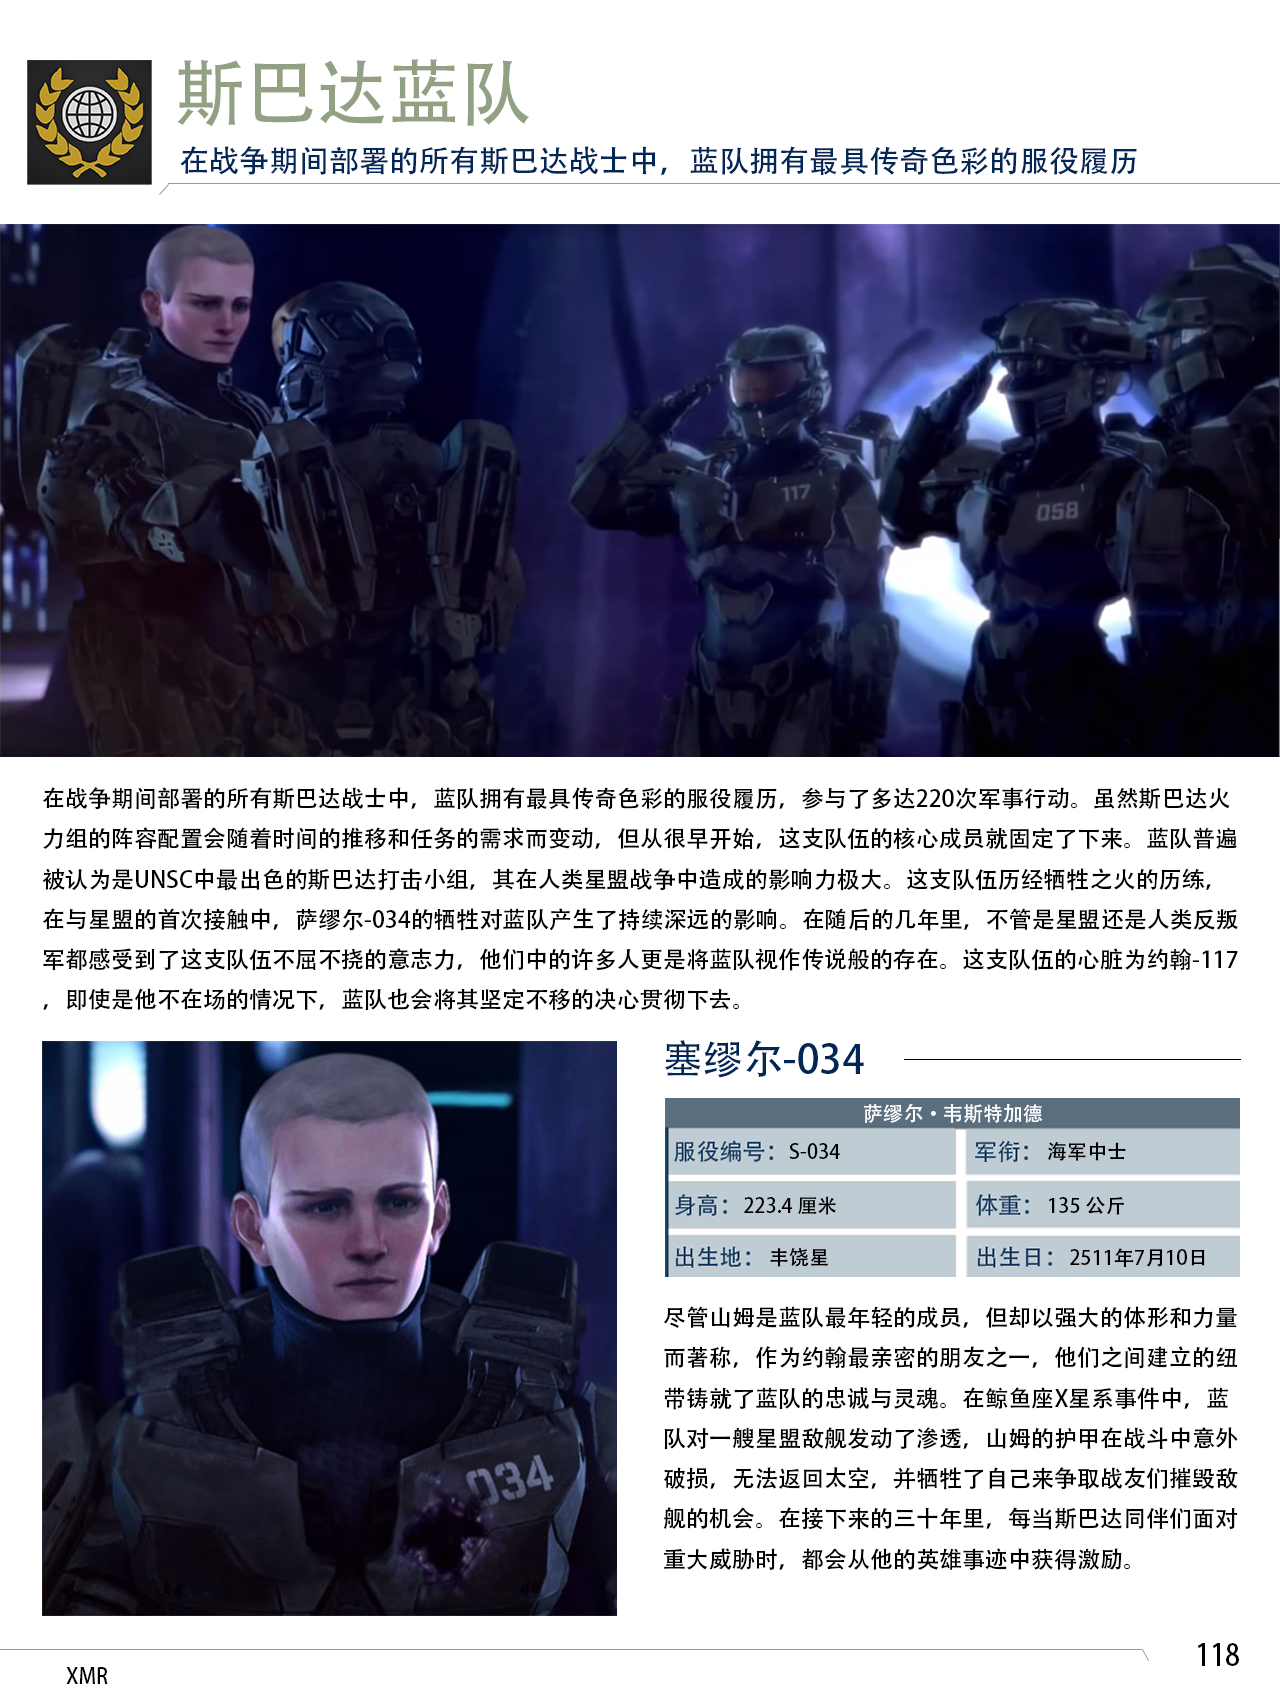 斯巴达蓝队
在战争期间部署的所有斯巴达战士中，蓝队拥有最具传奇色彩的服役履历
117
058
在战争期间部署的所有斯巴达战士中，蓝队拥有最具传奇色彩的服役履历，参与了多达220次军事行动。虽然斯巴达火
力组的阵容配置会随着时间的推移和任务的需求而变动，但从很早开始，这支队伍的核心成员就固定了下来。蓝队普遍
被认为是UNSC中最出色的斯巴达打击小组，其在人类星盟战争中造成的影响力极大。这支队伍历经牺牲之火的历练，
在与星盟的首次接触中，萨缪尔-034的牺牲对蓝队产生了持续深远的影响。在随后的几年里，不管是星盟还是人类反叛
军都感受到了这支队伍不屈不挠的意志力，他们中的许多人更是将蓝队视作传说般的存在。这支队伍的心脏为约翰-117
，即使是他不在场的情况下，蓝队也会将其坚定不移的决心贯彻下去。
034
塞缪尔-034
萨缪尔·韦斯特加德
服役编号：S-034 军衔：海军中士
身高：223.4 厘米 体重：135 公斤
出生地：丰饶星 出生日：2511年7月10日
尽管山姆是蓝队最年轻的成员，但却以强大的体形和力量
而著称，作为约翰最亲密的朋友之一，他们之间建立的纽
带铸就了蓝队的忠诚与灵魂。在鲸鱼座X星系事件中，蓝
队对一艘星盟敌舰发动了渗透，山姆的护甲在战斗中意外
破损，无法返回太空，并牺牲了自己来争取战友们摧毁敌
舰的机会。在接下来的三十年里，每当斯巴达同伴们面对
重大威胁时，都会从他的英雄事迹中获得激励。
118
XMR